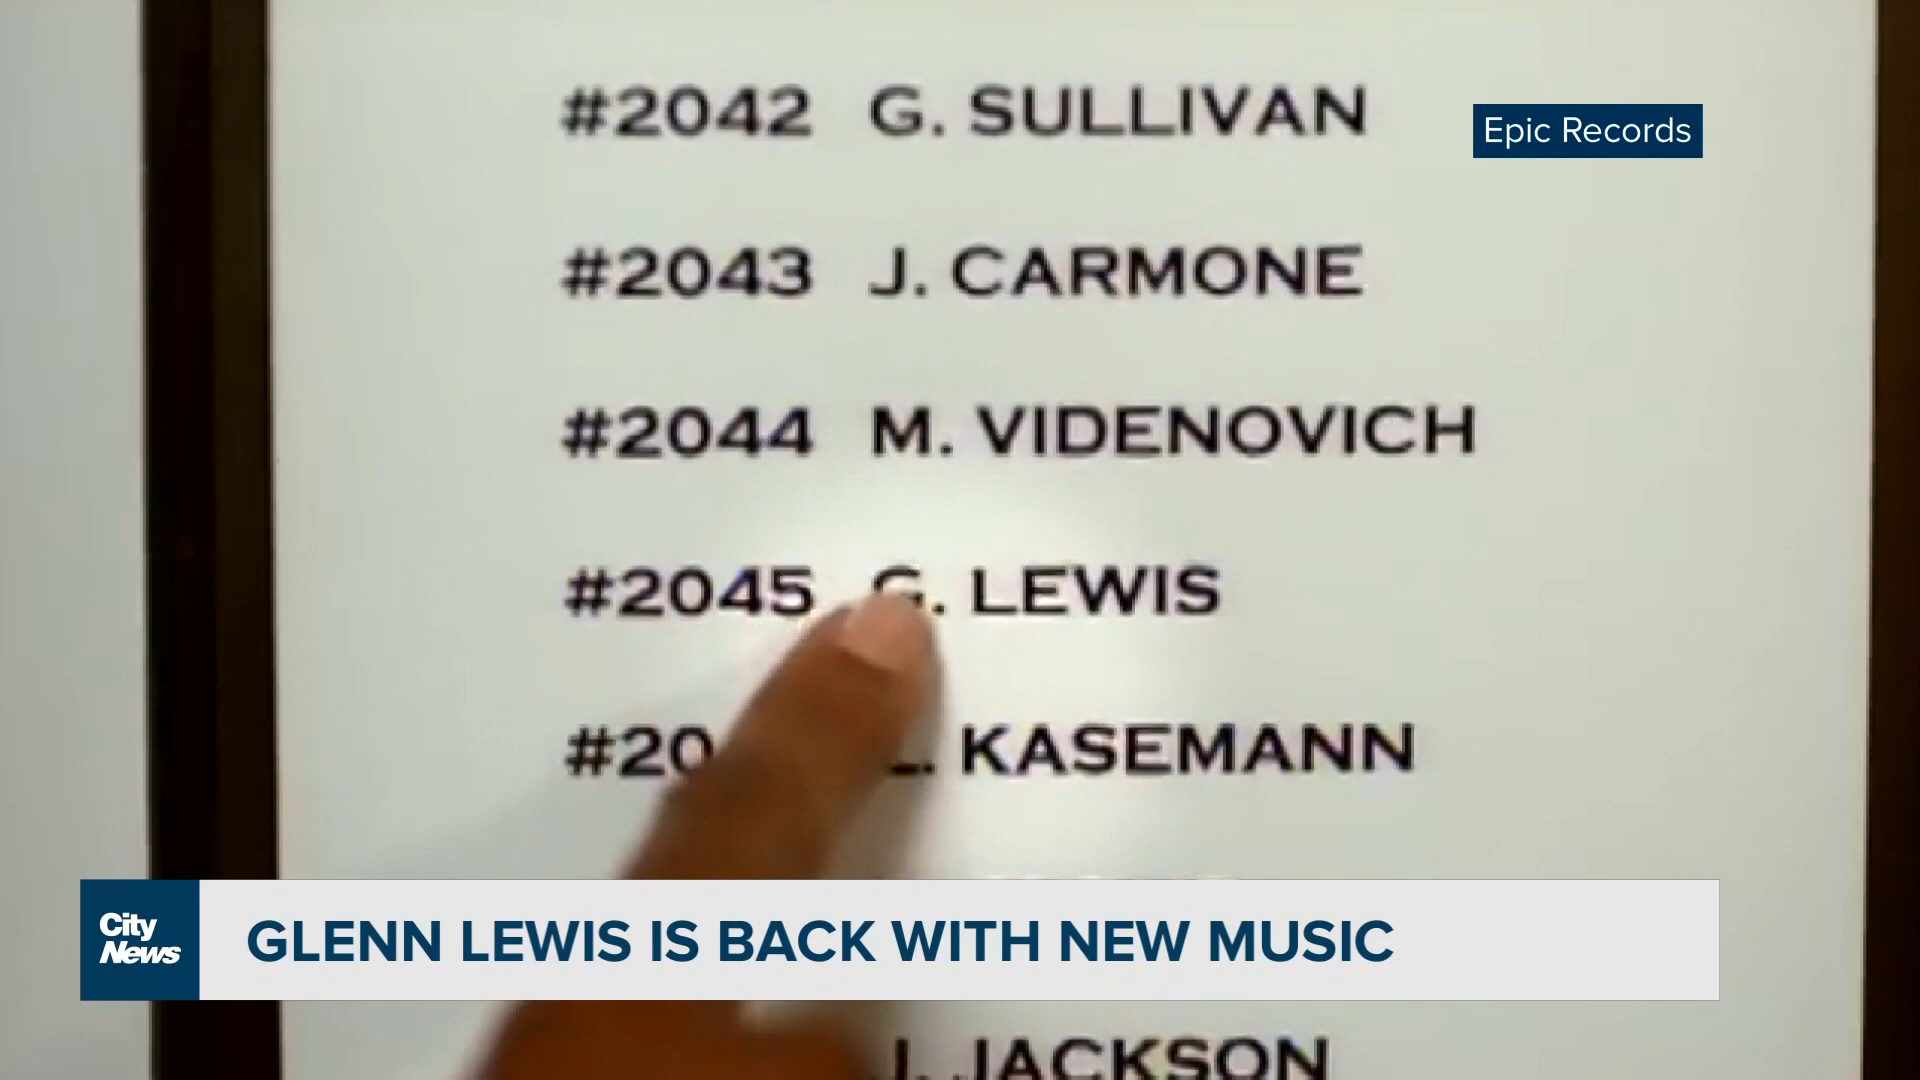 #2042 G. SULLIVAN
Epic Records
#2043 J. CARMONE
#2044 M. VIDENOVICH
#2045 G. LEWIS
KASEMANN
City News
GLENN LEWIS IS BACK WITH NEW MUSIC
J. JACKSON